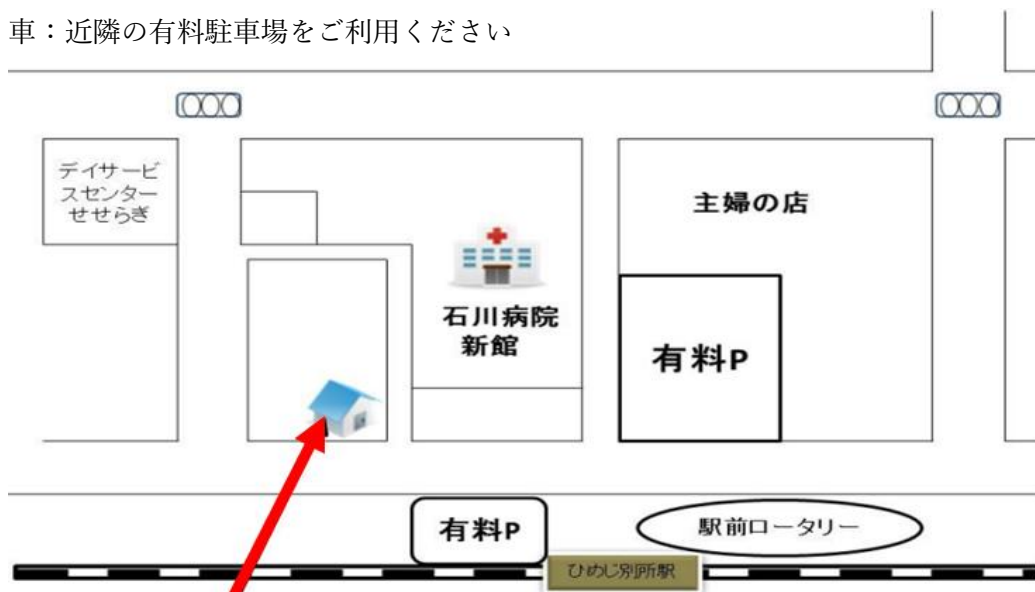 車：近隣の有料駐車場をご利用ください
デイサービ
スセンター
せせらぎ
主婦の店
石川病院
新館
有料P
有料P
駅前ロータリー
ひめじ別所駅